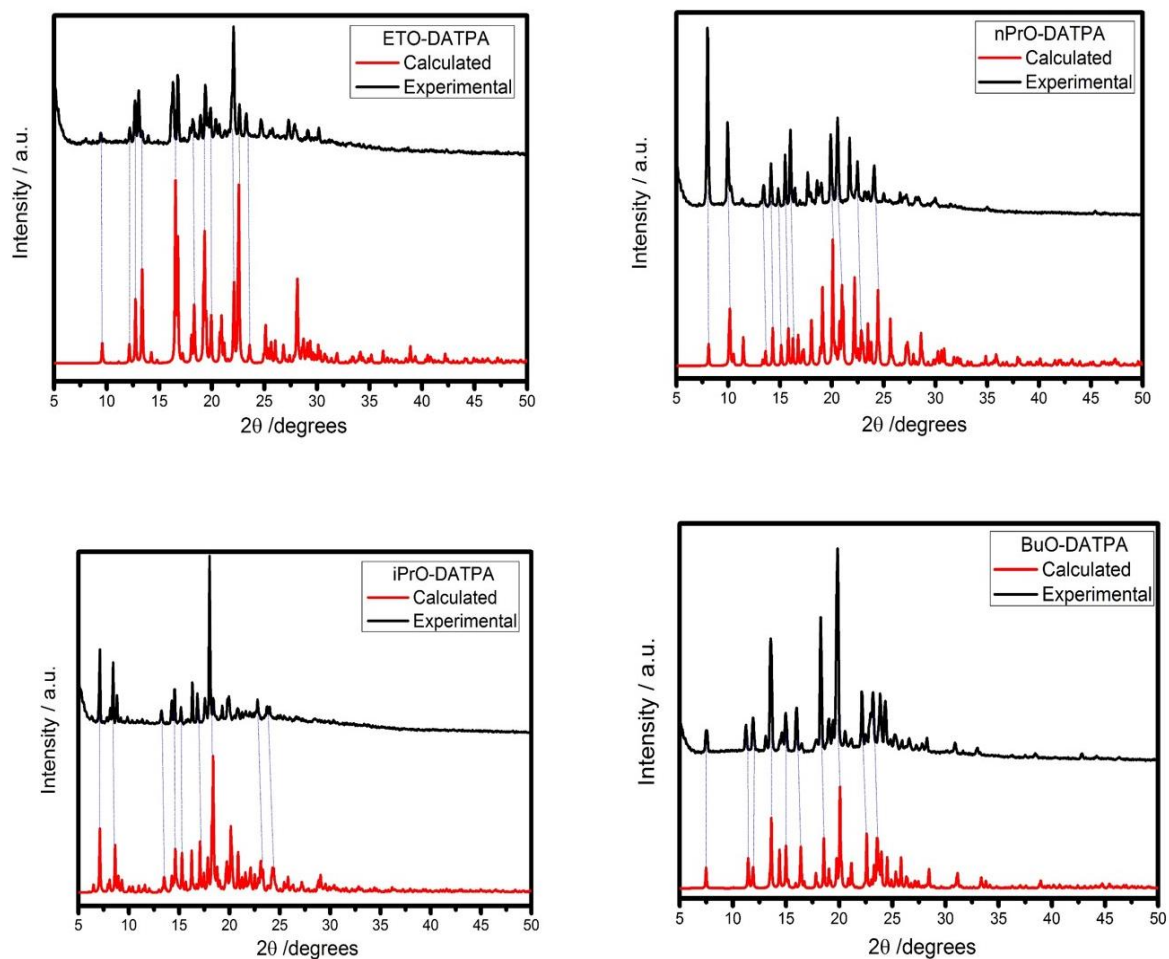 ETO-DATPA
Calculated
Experimental
Intensity / a.u.
5 10 15 20 25 30 35 40 45 50
2θ /degrees
nPrO-DATPA
Calculated
Experimental
Intensity / a.u.
5 10 15 20 25 30 35 40 45 50
2θ /degrees
iPrO-DATPA
Calculated
Experimental
Intensity / a.u.
5 10 15 20 25 30 35 40 45 50
2θ /degrees
BuO-DATPA
Calculated
Experimental
Intensity / a.u.
5 10 15 20 25 30 35 40 45 50
2θ /degrees